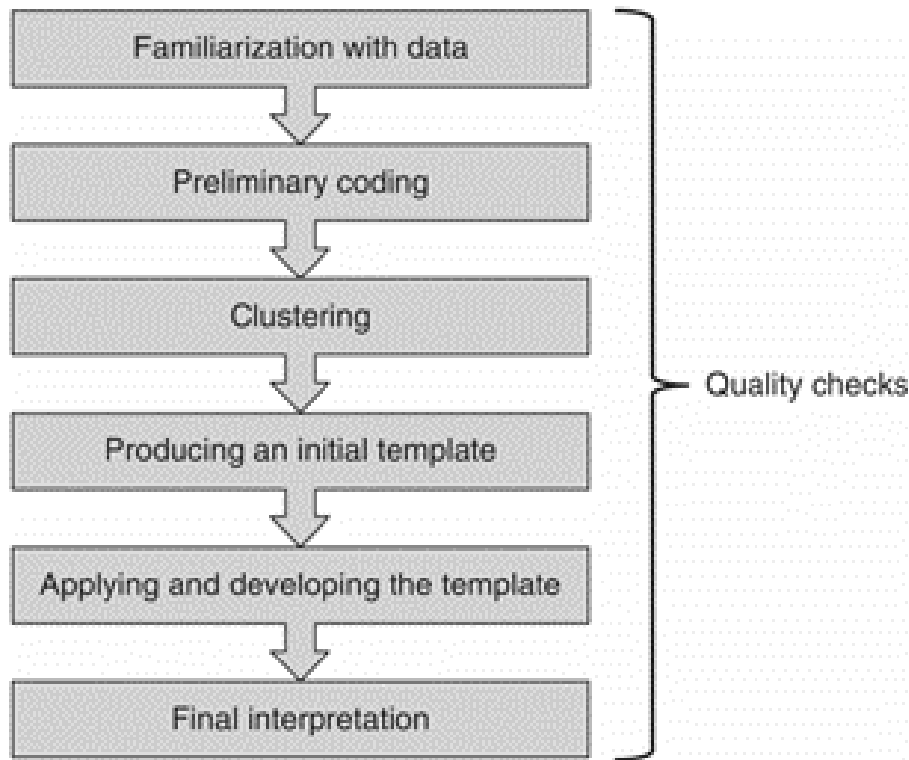 Familiarization with data
Preliminary coding
Clustering
Producing an initial template
Applying and developing the template
Final interpretation
Quality checks